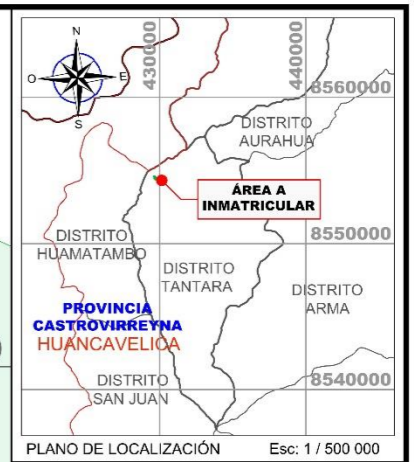 N
O
E
S
430000
440000
8560000
DISTRITO
AURAHUA
ÁREA A
INMATRICULAR
8550000
DISTRITO
HUAMATAMBO
DISTRITO
TANTARA
DISTRITO
ARMA
PROVINCIA
CASTROVIRREYNA
HUANCAVELICA
8540000
DISTRITO
SAN JUAN
PLANO DE LOCALIZACIÓN Esc: 1 / 500 000